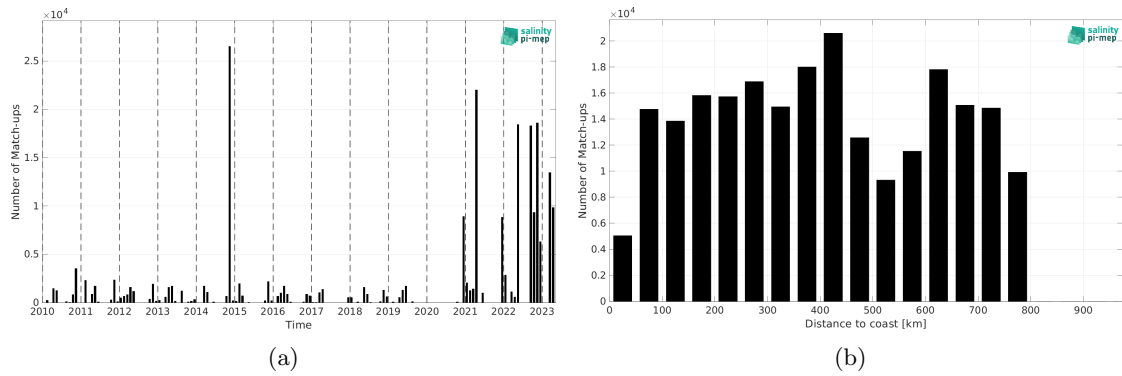 ×10⁴
salinity
pi-mep
Number of Match-ups
2.5
2
1.5
1
0.5
0
2010 2011 2012 2013 2014 2015 2016 2017 2018 2019 2020 2021 2022 2023
Time
(a)
×10⁴
salinity
pi-mep
Number of Match-ups
2
1.8
1.6
1.4
1.2
1
0.8
0.6
0.4
0.2
0
0 100 200 300 400 500 600 700 800 900
Distance to coast [km]
(b)